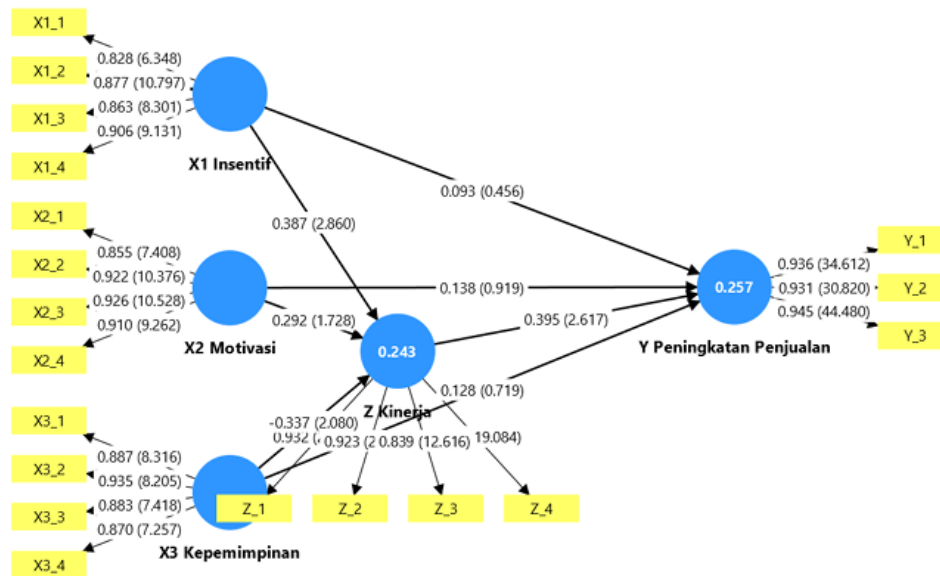 X1_1
0.828 (6.348)
X1_2
0.877 (10.797)
X1_3
0.863 (8.301)
0.906 (9.131)
X1_4
X1 Insentif
0.093 (0.456)
0.387 (2.860)
X2_1
0.855 (7.408)
X2_2
0.922 (10.376)
X2_3
0.926 (10.528)
0.910 (9.262)
X2_4
X2 Motivasi
0.138 (0.919)
0.292 (1.728)
0.395 (2.617)
0.243
Z Kinerja
0.257
Y Peningkatan Penjualan
Y_1
0.936 (34.612)
0.931 (30.820)
Y_2
0.945 (44.480)
Y_3
0.128 (0.719)
-0.337 (2.080)
0.932
0.923
0.839 (12.616)
19.084)
X3_1
0.887 (8.316)
X3_2
0.935 (8.205)
X3_3
0.883 (7.418)
0.870 (7.257)
X3_4
X3 Kepemimpinan
Z_1
Z_2
Z_3
Z_4